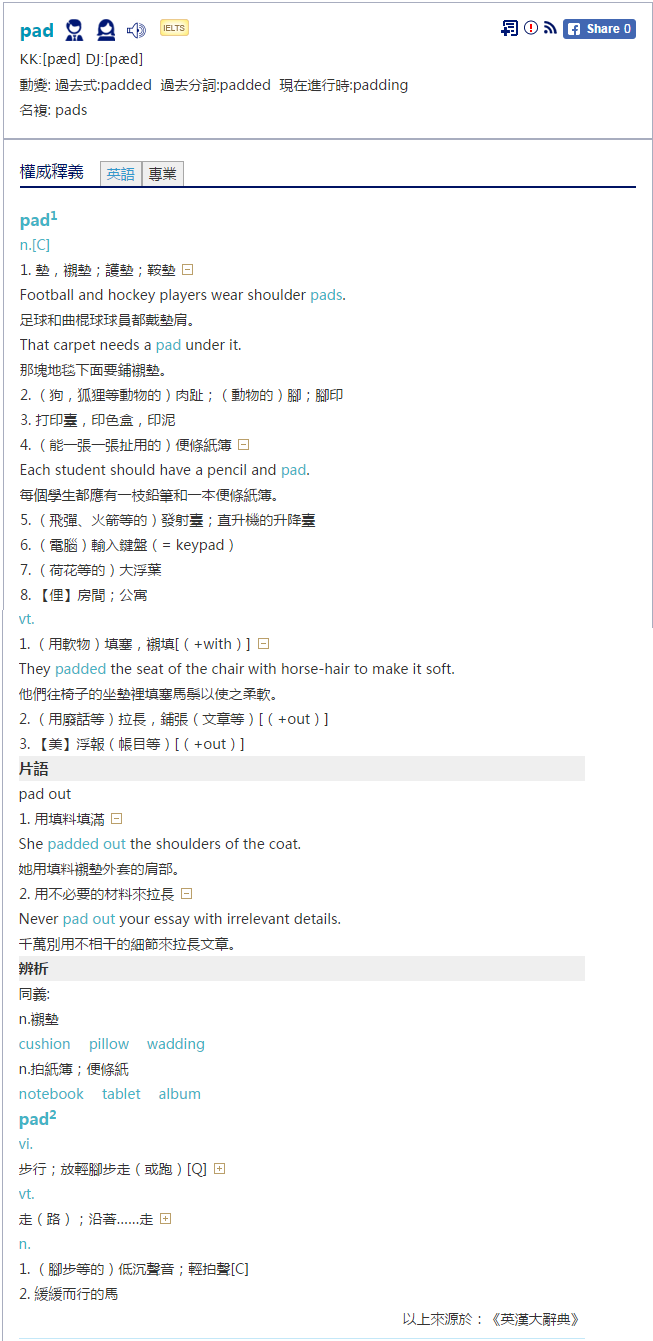 pad IELTS Share 0
KK:[pæd] DJ:[pæd]
動變: 過去式:padded 過去分詞:padded 現在進行時:padding
名複: pads
權威釋義 英語 專業
pad1
n.[C]
1. 墊，襯墊；護墊；鞍墊
Football and hockey players wear shoulder pads.
足球和曲棍球球員都戴墊肩。
That carpet needs a pad under it.
那塊地毯下面要鋪襯墊。
2.（狗，狐狸等動物的）肉趾；（動物的）腳；腳印
3. 打印臺，印色盒，印泥
4.（能一張一張扯用的）便條紙簿
Each student should have a pencil and pad.
每個學生都應有一枝鉛筆和一本便條紙簿。
5.（飛彈、火箭等的）發射臺；直升機的升降臺
6.（電腦）輸入鍵盤（= keypad）
7.（荷花等的）大浮葉
8.【俚】房間；公寓
vt.
1.（用軟物）填塞，襯填[（+with）]
They padded the seat of the chair with horse-hair to make it soft.
他們往椅子的坐墊裡填塞馬鬃以使之柔軟。
2.（用廢話等）拉長，鋪張（文章等）[（+out）]
3.【美】浮報（帳目等）[（+out）]
片語
pad out
1. 用填料填滿
She padded out the shoulders of the coat.
她用填料襯墊外套的肩部。
2. 用不必要的材料來拉長
Never pad out your essay with irrelevant details.
千萬別用不相干的細節來拉長文章。
辨析
同義:
n.襯墊
cushion pillow wadding
n.拍紙簿；便條紙
notebook tablet album
pad2
vi.
步行；放輕腳步走（或跑）[Q]
vt.
走（路）；沿著......走
n.
1.（腳步等的）低沉聲音；輕拍聲[C]
2. 緩緩而行的馬
以上來源於：《英漢大辭典》